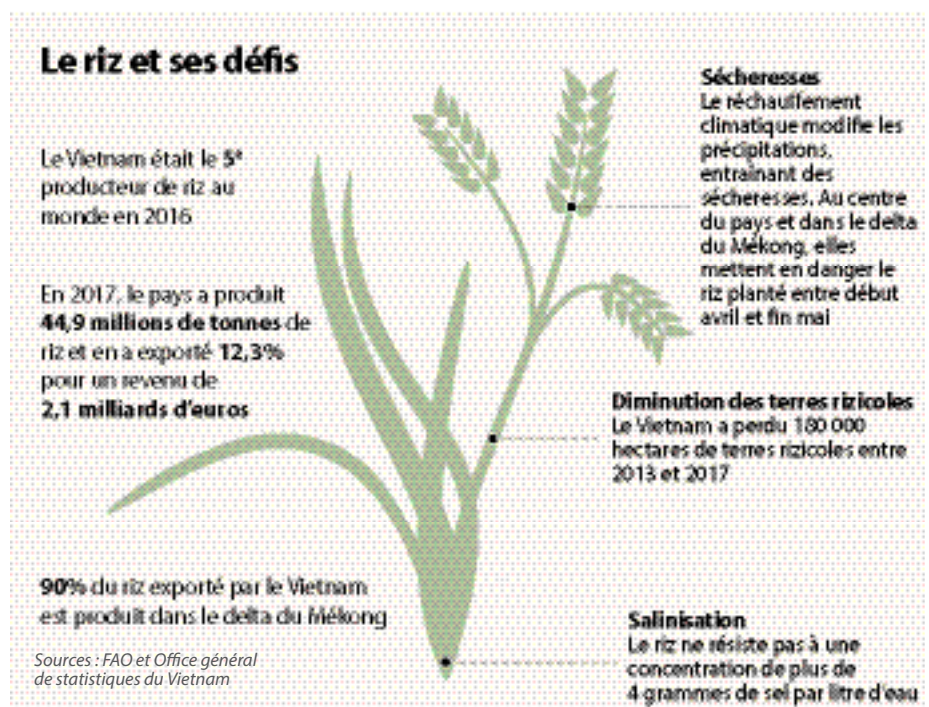 Le riz et ses défis
Le Vietnam était le 5e
producteur de riz au
monde en 2016
En 2017, le pays a produit
44,9 millions de tonnes de
riz et en a exporté 12,3%
pour un revenu de
2,1 milliards d'euros
90% du riz exporté par le Vietnam
est produit dans le delta du Mékong
Sources : FAO et Office général
de statistiques du Vietnam
Sécheresses
Le réchauffement
climatique modifie les
précipitations,
entraînant des
sécheresses. Au centre
du pays et dans le delta
du Mékong, elles
mettent en danger le
riz planté entre début
avril et fin mai
Diminution des terres rizicoles
Le Vietnam a perdu 180 000
hectares de terres rizicoles entre
2013 et 2017
Salinisation
Le riz ne résiste pas à une
concentration de plus de
4 grammes de sel par litre d'eau